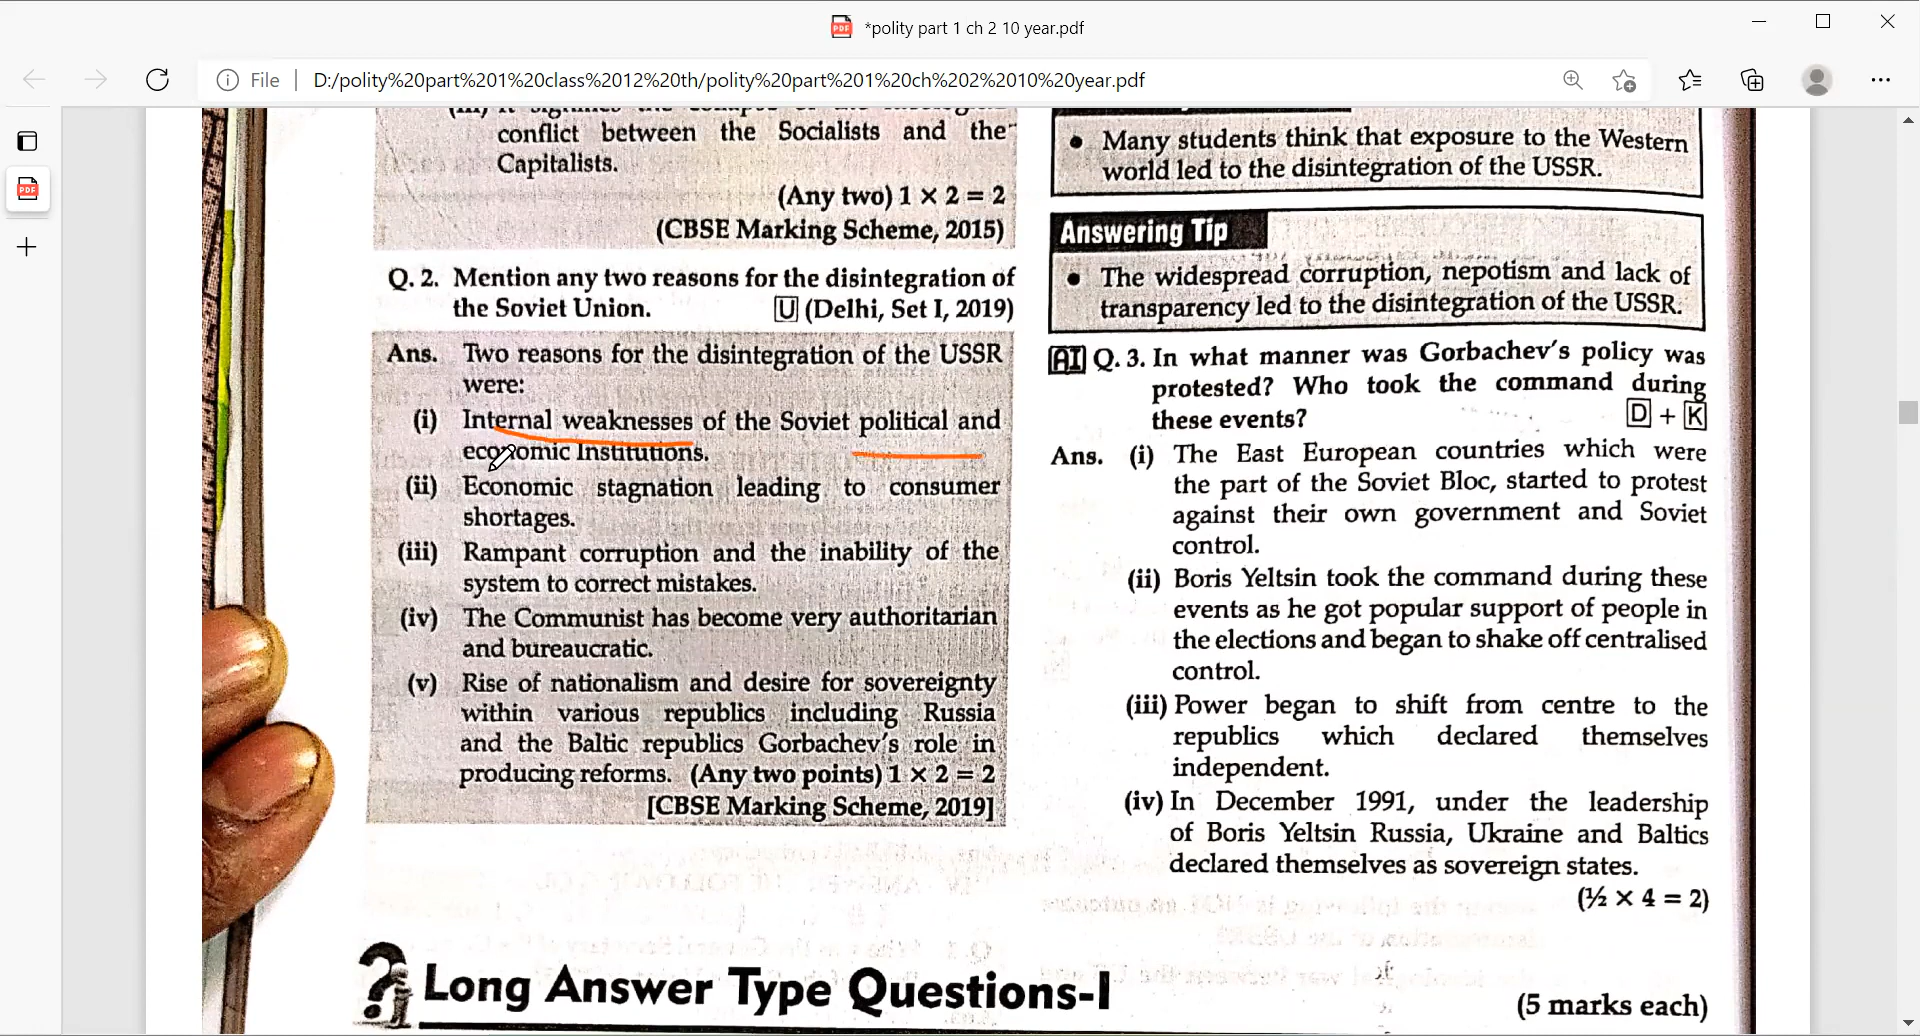 *polity part 1 ch 2 10 year.pdf
File
D:/polity%20part%201%20class%2012%20th/polity%20part%201%20ch%202%2010%20year.pdf
conflict between the Socialists and the
Capitalists.
(Any two) 1 × 2 = 2
(CBSE Marking Scheme, 2015)
Q. 2. Mention any two reasons for the disintegration of
the Soviet Union. U (Delhi, Set I, 2019)
Ans. Two reasons for the disintegration of the USSR
were:
(i) Internal weaknesses of the Soviet political and
economic Institutions.
(ii) Economic stagnation leading to consumer
shortages.
(iii) Rampant corruption and the inability of the
system to correct mistakes.
(iv) The Communist has become very authoritarian
and bureaucratic.
(v) Rise of nationalism and desire for sovereignty
within various republics including Russia
and the Baltic republics Gorbachev's role in
producing reforms. (Any two points) 1 × 2 = 2
[CBSE Marking Scheme, 2019]
• Many students think that exposure to the Western
world led to the disintegration of the USSR.
Answering Tip
• The widespread corruption, nepotism and lack of
transparency led to the disintegration of the USSR.
AI Q. 3. In what manner was Gorbachev's policy was
protested? Who took the command during
these events? D + K
Ans. (i) The East European countries which were
the part of the Soviet Bloc, started to protest
against their own government and Soviet
control.
(ii) Boris Yeltsin took the command during these
events as he got popular support of people in
the elections and began to shake off centralised
control.
(iii) Power began to shift from centre to the
republics which declared themselves
independent.
(iv) In December 1991, under the leadership
of Boris Yeltsin Russia, Ukraine and Baltics
declared themselves as sovereign states.
(½ × 4 = 2)
Long Answer Type Questions-I
(5 marks each)